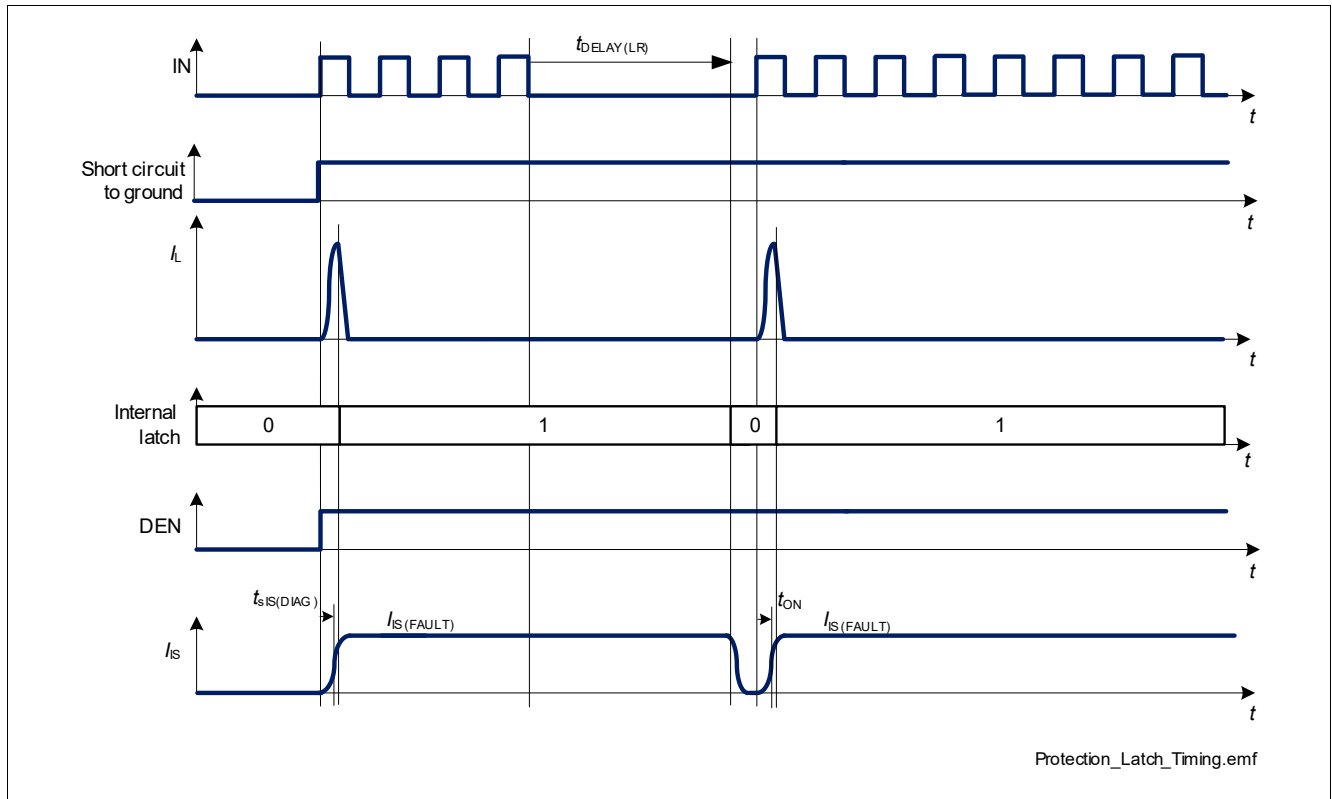 IN
tDELAY(LR)
t
Short circuit
to ground
t
IL
t
Internal
latch
0
1
0
1
t
DEN
t
tsIS(DIAG)
IIS(FAULT)
tON
IIS(FAULT)
IIS
t
Protection_Latch_Timing.emf